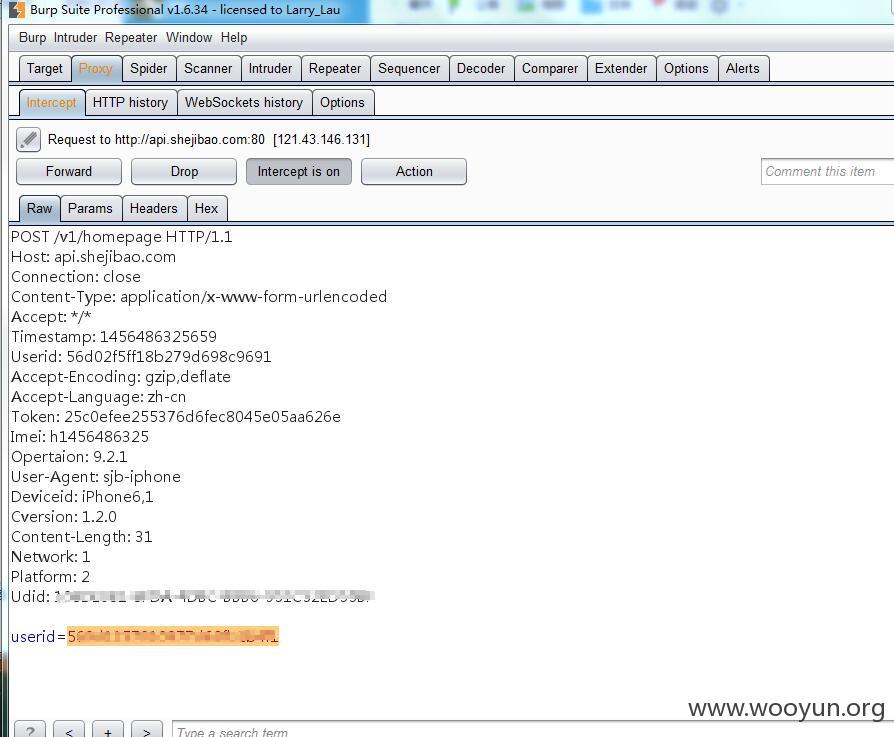 Burp Suite Professional v1.6.34 - licensed to Larry_Lau
Burp Intruder Repeater Window Help
Target Proxy Spider Scanner Intruder Repeater Sequencer Decoder Comparer Extender Options Alerts
Intercept HTTP history WebSockets history Options
Request to http://api.shejibao.com:80 [121.43.146.131]
Forward Drop Intercept is on Action Comment this item
Raw Params Headers Hex
POST /v1/homepage HTTP/1.1
Host: api.shejibao.com
Connection: close
Content-Type: application/x-www-form-urlencoded
Accept: */*
Timestamp: 1456486325659
Userid: 56d02f5ff18b279d698c9691
Accept-Encoding: gzip,deflate
Accept-Language: zh-cn
Token: 25c0efee255376d6fec8045e05aa626e
Imei: h1456486325
Opertaion: 9.2.1
User-Agent: sjb-iphone
Deviceid: iPhone6,1
Cversion: 1.2.0
Content-Length: 31
Network: 1
Platform: 2
Udid:
userid=
www.wooyun.org
? < + > Type a search term